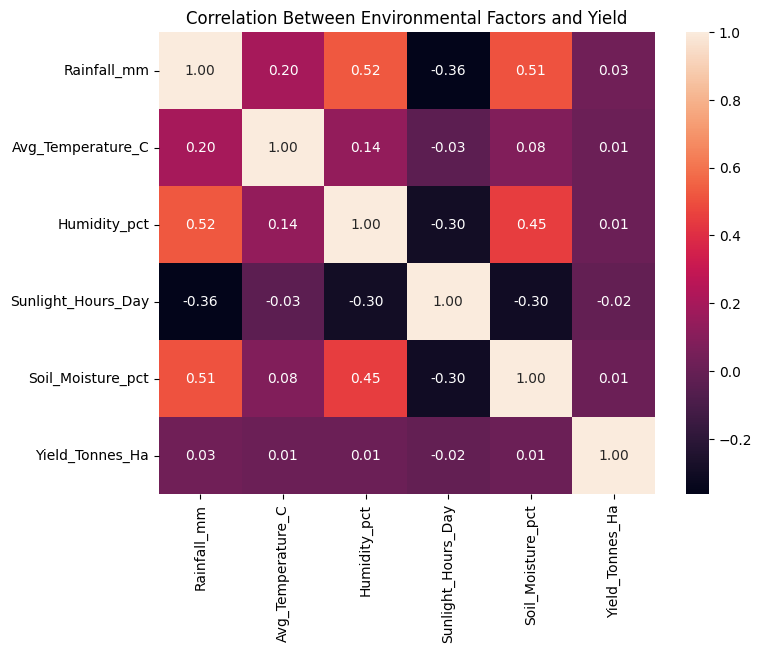 Correlation Between Environmental Factors and Yield
Rainfall_mm 1.00 0.20 0.52 -0.36 0.51 0.03
Avg_Temperature_C 0.20 1.00 0.14 -0.03 0.08 0.01
Humidity_pct 0.52 0.14 1.00 -0.30 0.45 0.01
Sunlight_Hours_Day -0.36 -0.03 -0.30 1.00 -0.30 -0.02
Soil_Moisture_pct 0.51 0.08 0.45 -0.30 1.00 0.01
Yield_Tonnes_Ha 0.03 0.01 0.01 -0.02 0.01 1.00
Rainfall_mm
Avg_Temperature_C
Humidity_pct
Sunlight_Hours_Day
Soil_Moisture_pct
Yield_Tonnes_Ha
1.0
0.8
0.6
0.4
0.2
0.0
−0.2